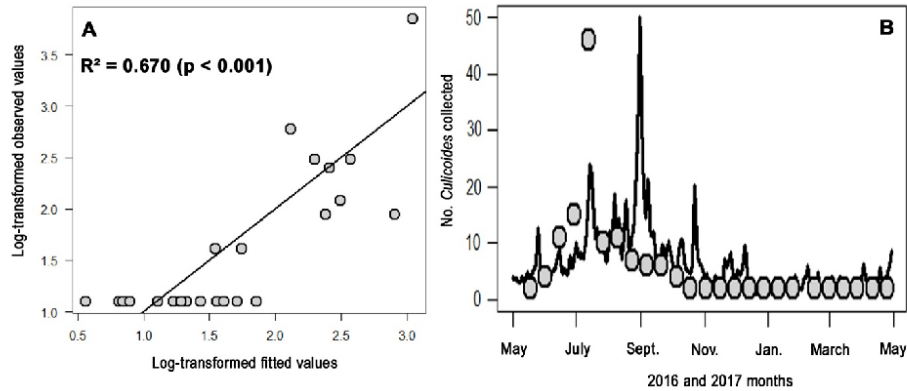 A
R² = 0.670 (p < 0.001)
Log-transformed observed values
3.5
3.0
2.5
2.0
1.5
1.0
0.5 1.0 1.5 2.0 2.5 3.0
Log-transformed fitted values
B
No. Culicoides collected
50
40
30
20
10
0
May July Sept. Nov. Jan. March May
2016 and 2017 months